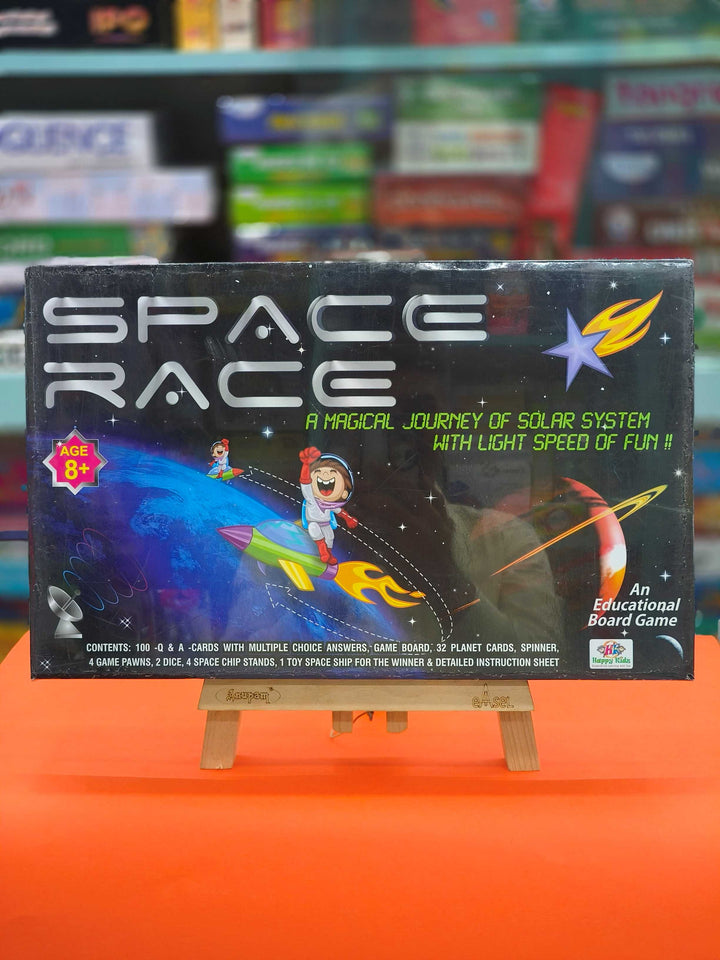 SPACE
RACE
A MAGICAL JOURNEY OF SOLAR SYSTEM
WITH LIGHT SPEED OF FUN !!
AGE
8+
An
Educational
Board Game
CONTENTS: 100 -Q & A -CARDS WITH MULTIPLE CHOICE ANSWERS, GAME BOARD, 32 PLANET CARDS, SPINNER,
4 GAME PAWNS, 2 DICE, 4 SPACE CHIP STANDS, 1 TOY SPACE SHIP FOR THE WINNER & DETAILED INSTRUCTION SHEET
Happy Kidz
Anupam